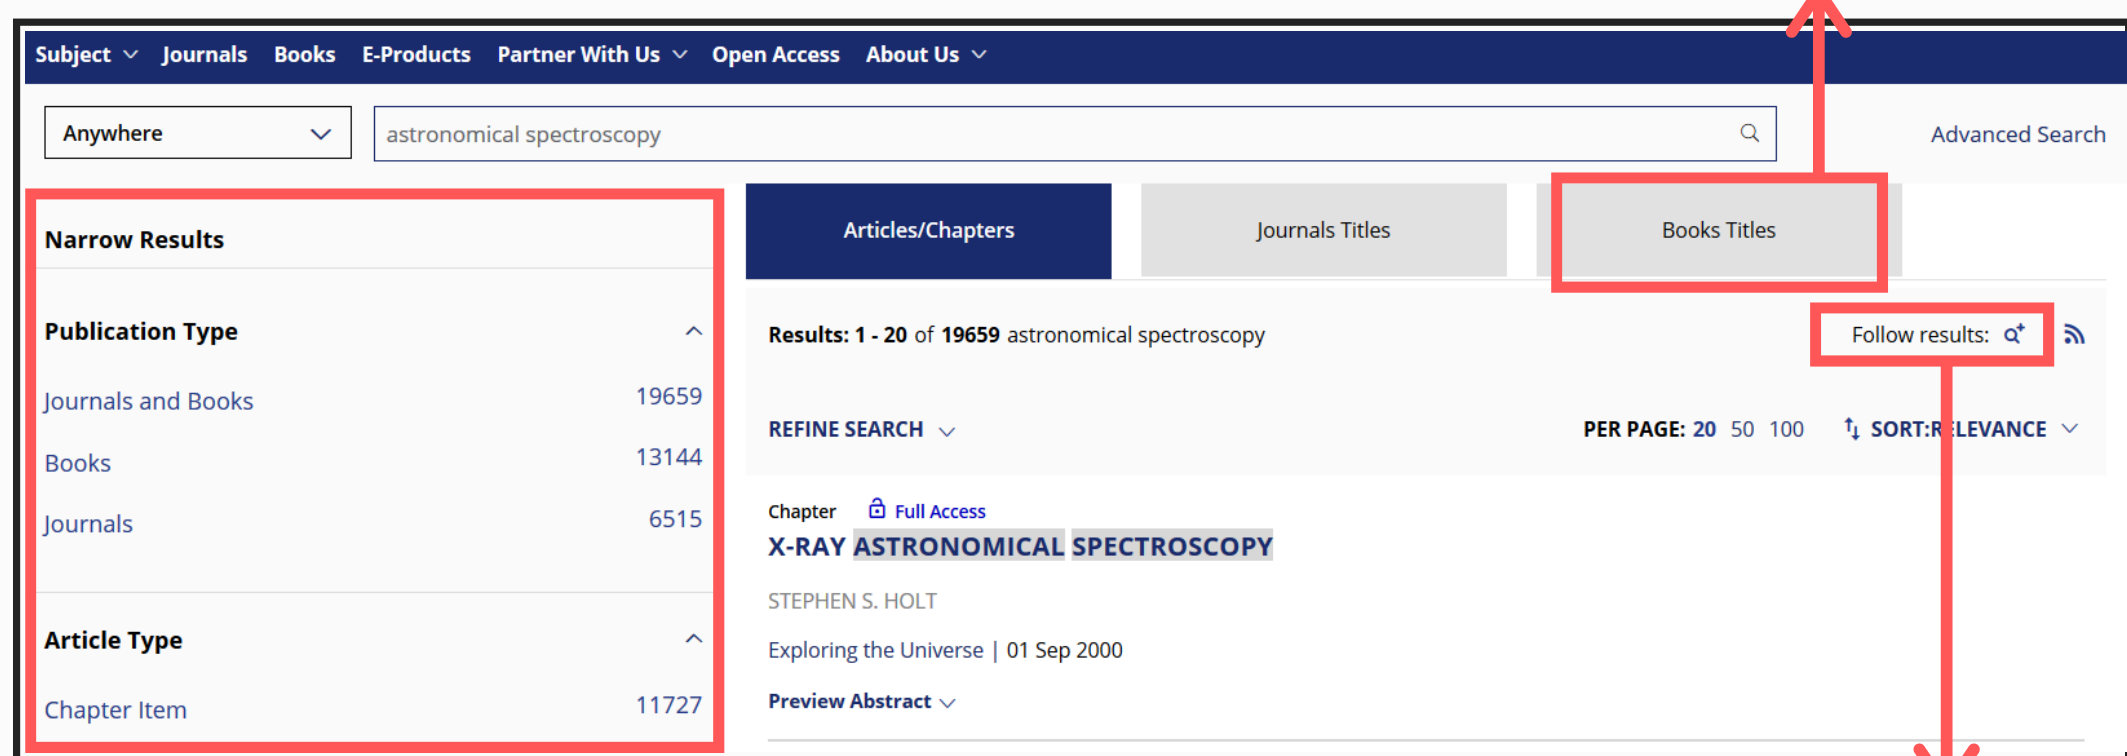 Subject Journals Books E-Products Partner With Us Open Access About Us
Anywhere astronomical spectroscopy Advanced Search
Narrow Results
Publication Type
Journals and Books 19659
Books 13144
Journals 6515
Article Type
Chapter Item 11727
Articles/Chapters Journals Titles Books Titles
Results: 1 - 20 of 19659 astronomical spectroscopy Follow results:
REFINE SEARCH PER PAGE: 20 50 100 SORT:RELEVANCE
Chapter Full Access
X-RAY ASTRONOMICAL SPECTROSCOPY
STEPHEN S. HOLT
Exploring the Universe | 01 Sep 2000
Preview Abstract